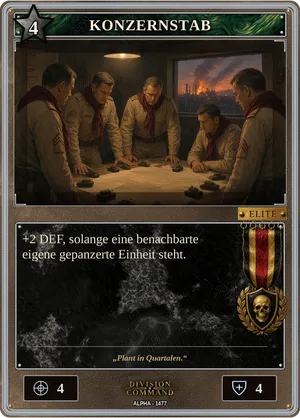 4
KONZERNSTAB
ELITE
+2 DEF, solange eine benachbarte
eigene gepanzerte Einheit steht.
„Plant in Quartalen.“
4
DIVISION
COMMAND
ALPHA - 1477
4